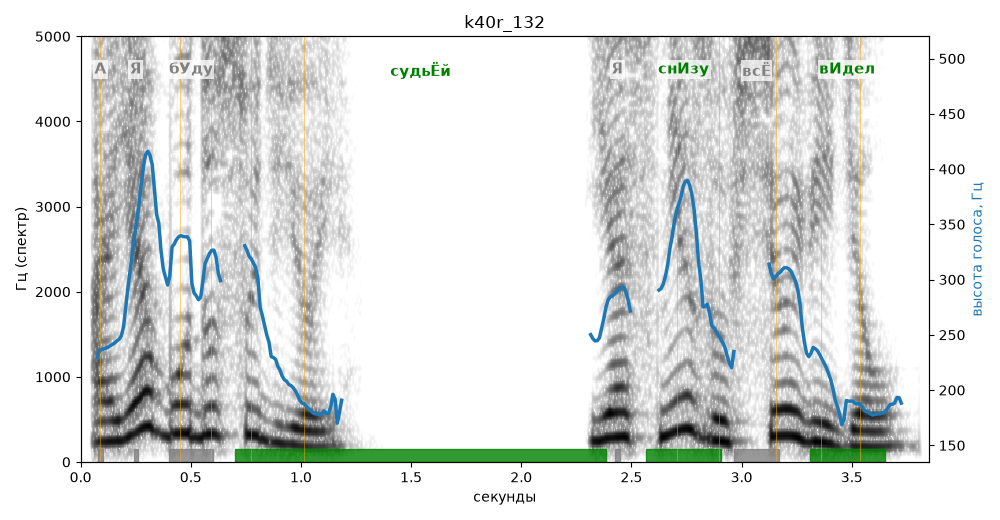 k40r_132
А Я бУду судьЁй Я снИзу всЁ вИдел
Гц (спектр)
5000
4000
3000
2000
1000
0
500
450
400
350
300
250
200
150
высота голоса, Гц
0.0 0.5 1.0 1.5 2.0 2.5 3.0 3.5
секунды